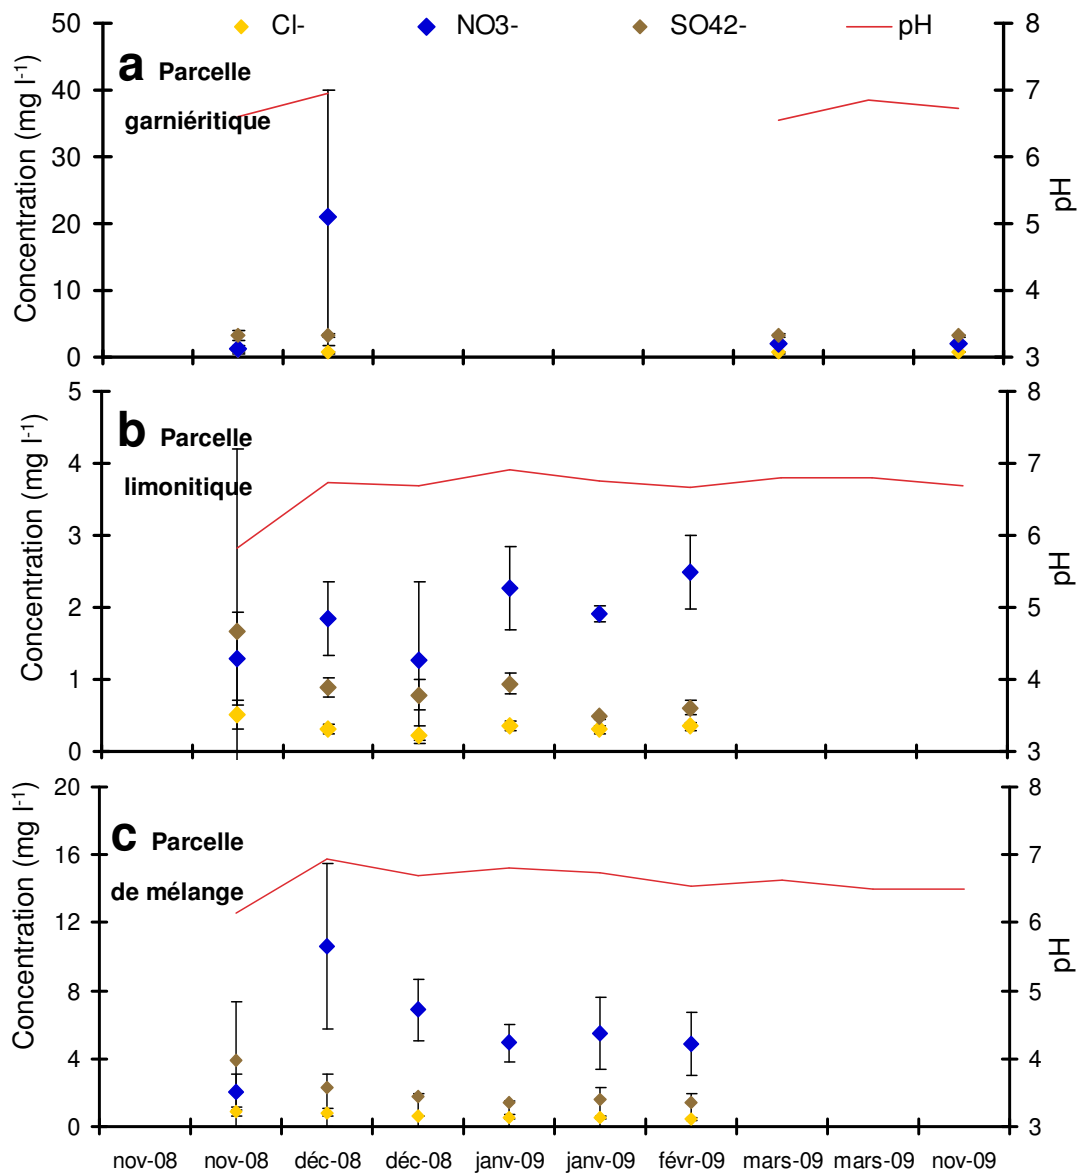 Cl- NO3- SO42- pH
50 8
a Parcelle
40 7
garniéritique
30 6
20 5
10 4
0 3
Concentration (mg l-1)
pH
5 8
b Parcelle
4 7
limonitique
3 6
2 5
1 4
0 3
Concentration (mg l-1)
pH
20 8
c Parcelle
16 7
de mélange
12 6
8 5
4 4
0 3
Concentration (mg l-1)
pH
nov-08 nov-08 déc-08 déc-08 janv-09 janv-09 févr-09 mars-09 mars-09 nov-09